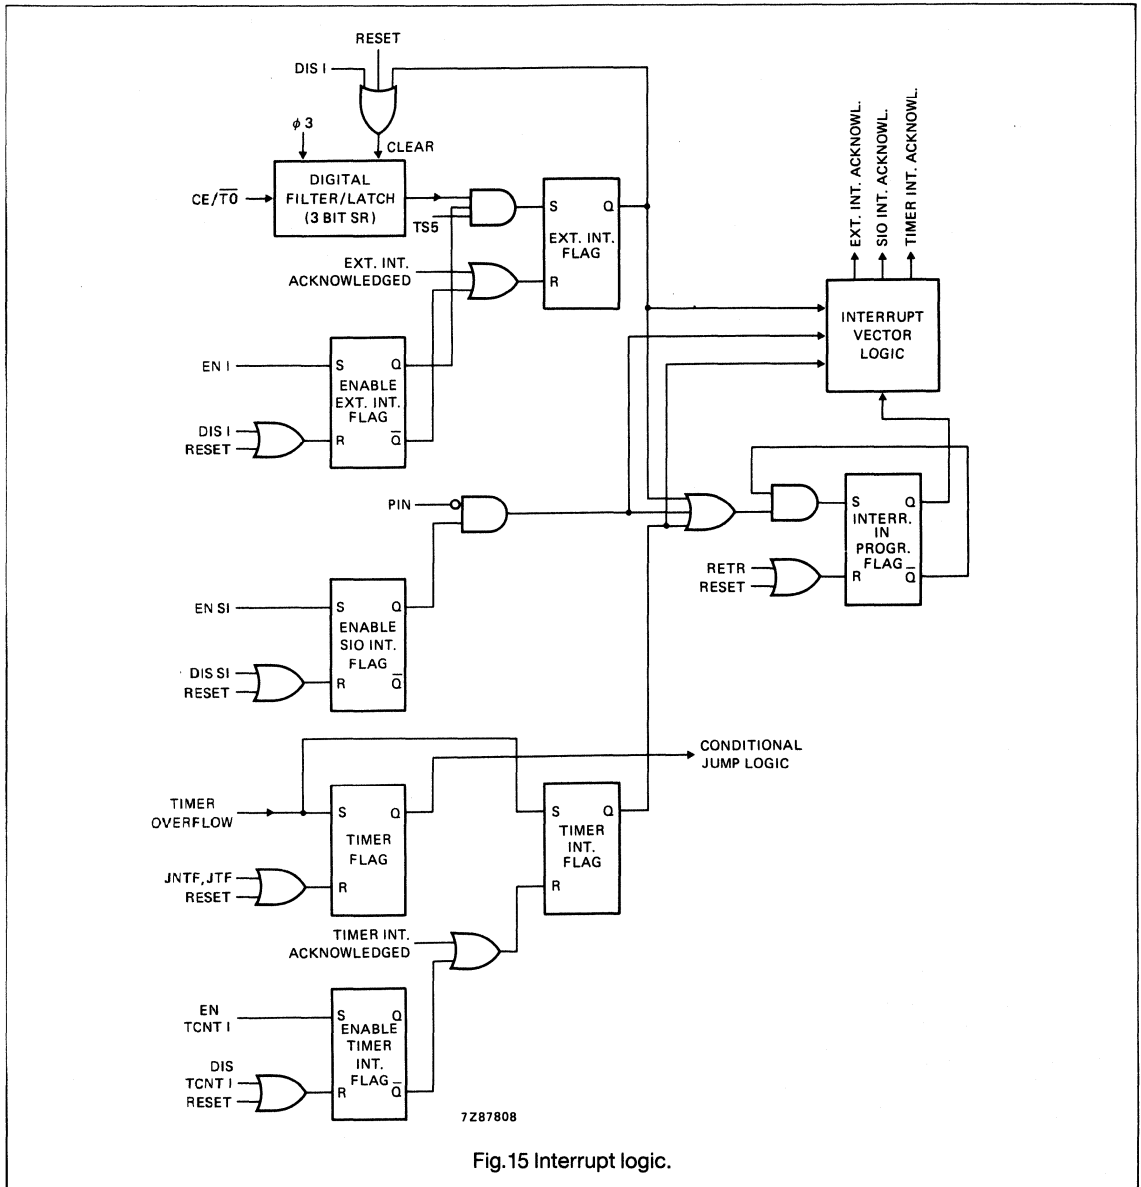 RESET
DIS I
ϕ 3
CLEAR
CE/T̅0̅
DIGITAL
FILTER/LATCH
(3 BIT SR)
TS5
S
Q
EXT. INT.
FLAG
R
EXT. INT.
ACKNOWLEDGED
EXT. INT. ACKNOWL.
SIO INT. ACKNOWL.
TIMER INT. ACKNOWL.
INTERRUPT
VECTOR
LOGIC
EN I
S
Q
ENABLE
EXT. INT.
FLAG
R
Q̅
DIS I
RESET
PIN
S
Q
INTERR.
IN
PROGR.
FLAG
R
Q̅
RETR
RESET
EN SI
S
Q
ENABLE
SIO INT.
FLAG
R
Q̅
DIS SI
RESET
CONDITIONAL
JUMP LOGIC
TIMER
OVERFLOW
S
Q
TIMER
FLAG
R
JNTF, JTF
RESET
S
Q
TIMER
INT.
FLAG
R
TIMER INT.
ACKNOWLEDGED
EN
TCNT I
S
Q
ENABLE
TIMER
INT.
FLAG
R
Q̅
DIS
TCNT I
RESET
7Z87808
Fig.15 Interrupt logic.